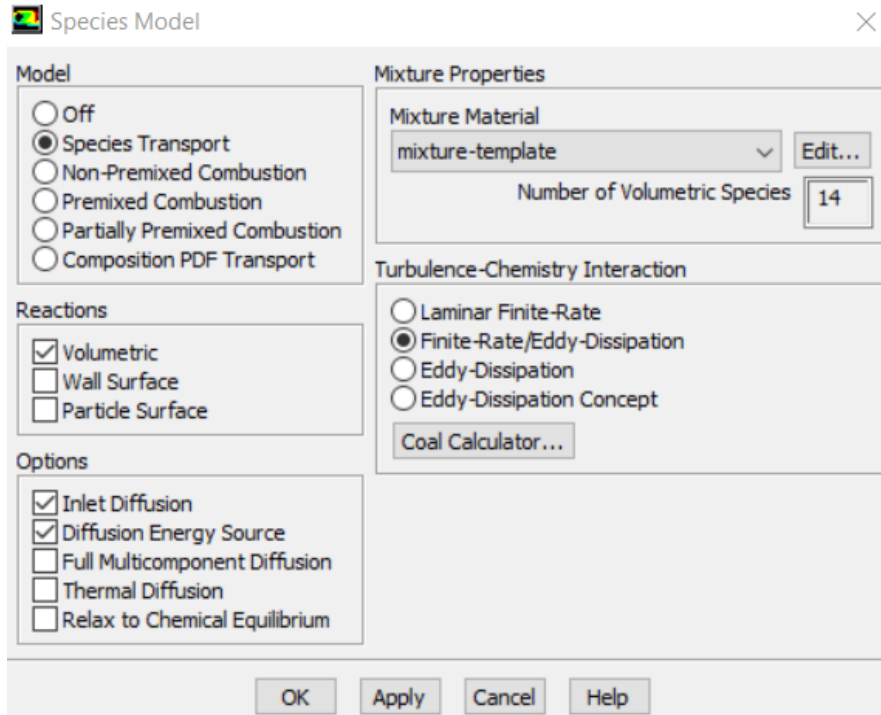 Species Model
Model
Off
Species Transport
Non-Premixed Combustion
Premixed Combustion
Partially Premixed Combustion
Composition PDF Transport
Reactions
Volumetric
Wall Surface
Particle Surface
Options
Inlet Diffusion
Diffusion Energy Source
Full Multicomponent Diffusion
Thermal Diffusion
Relax to Chemical Equilibrium
Mixture Properties
Mixture Material
mixture-template
Edit...
Number of Volumetric Species
14
Turbulence-Chemistry Interaction
Laminar Finite-Rate
Finite-Rate/Eddy-Dissipation
Eddy-Dissipation
Eddy-Dissipation Concept
Coal Calculator...
OK
Apply
Cancel
Help